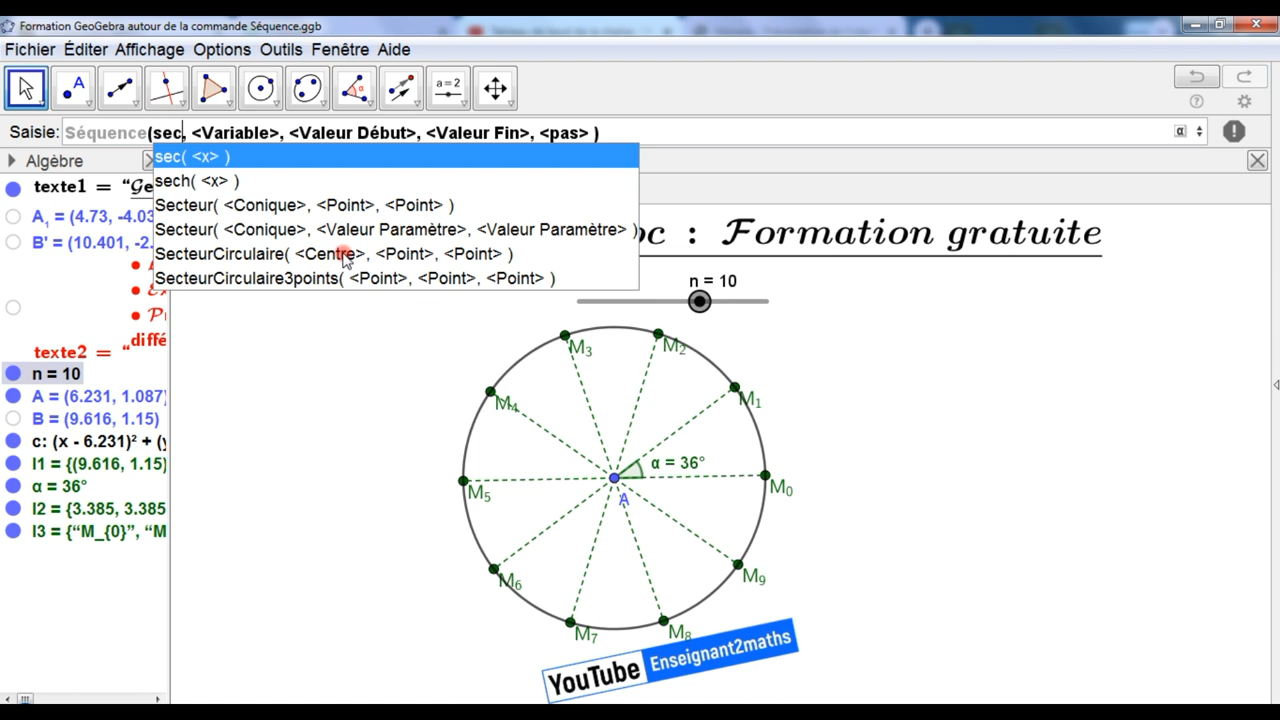 Formation GeoGebra autour de la commande Séquence.ggb
Fichier Éditer Affichage Options Outils Fenêtre Aide
A
α
a=2
Saisie: Séquence(sec, <Variable>, <Valeur Début>, <Valeur Fin>, <pas> )
α
Algèbre
sec( <x> )
sech( <x> )
Secteur( <Conique>, <Point>, <Point> )
Secteur( <Conique>, <Valeur Paramètre>, <Valeur Paramètre> )
SecteurCirculaire( <Centre>, <Point>, <Point> )
SecteurCirculaire3points( <Point>, <Point>, <Point> )
texte1 = “Ge
A₁ = (4.73, -4.03
B' = (10.401, -2.
différ
texte2 = “
n = 10
A = (6.231, 1.087)
B = (9.616, 1.15)
c: (x - 6.231)² + (y
l1 = {(9.616, 1.15)
α = 36°
l2 = {3.385, 3.385
l3 = {“M_{0}”, “M
: Formation gratuite
n = 10
M₃
M₂
M₄
M₁
α = 36°
M₅
A
M₀
M₆
M₉
M₇
M₈
YouTube Enseignant2maths